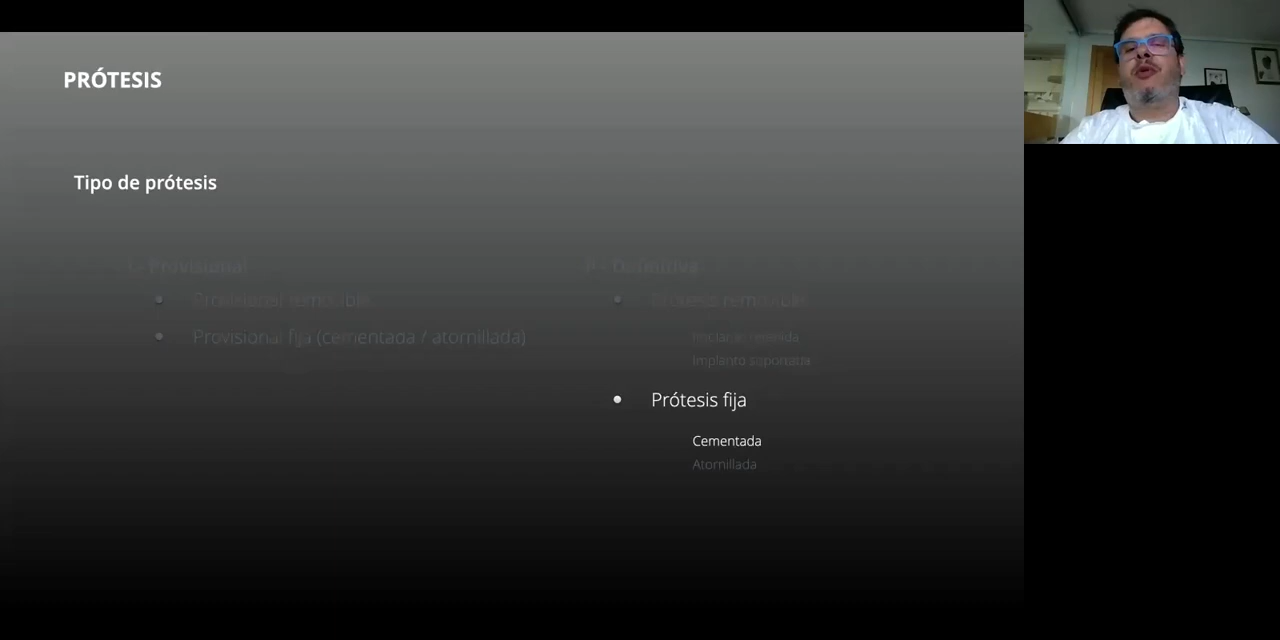 PRÓTESIS
Tipo de prótesis
Provisional
Provisional removible
Provisional fija (cementada / atornillada)
Prótesis removible
Implanto soportada
Prótesis fija
Cementada
Atornillada